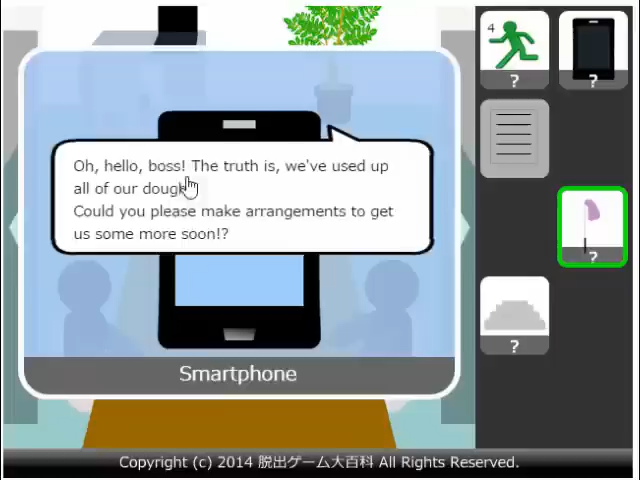 4
?
?
Oh, hello, boss! The truth is, we've used up
all of our dough
Could you please make arrangements to get
us some more soon!?
?
?
Smartphone
Copyright (c) 2014 脱出ゲーム大百科 All Rights Reserved.